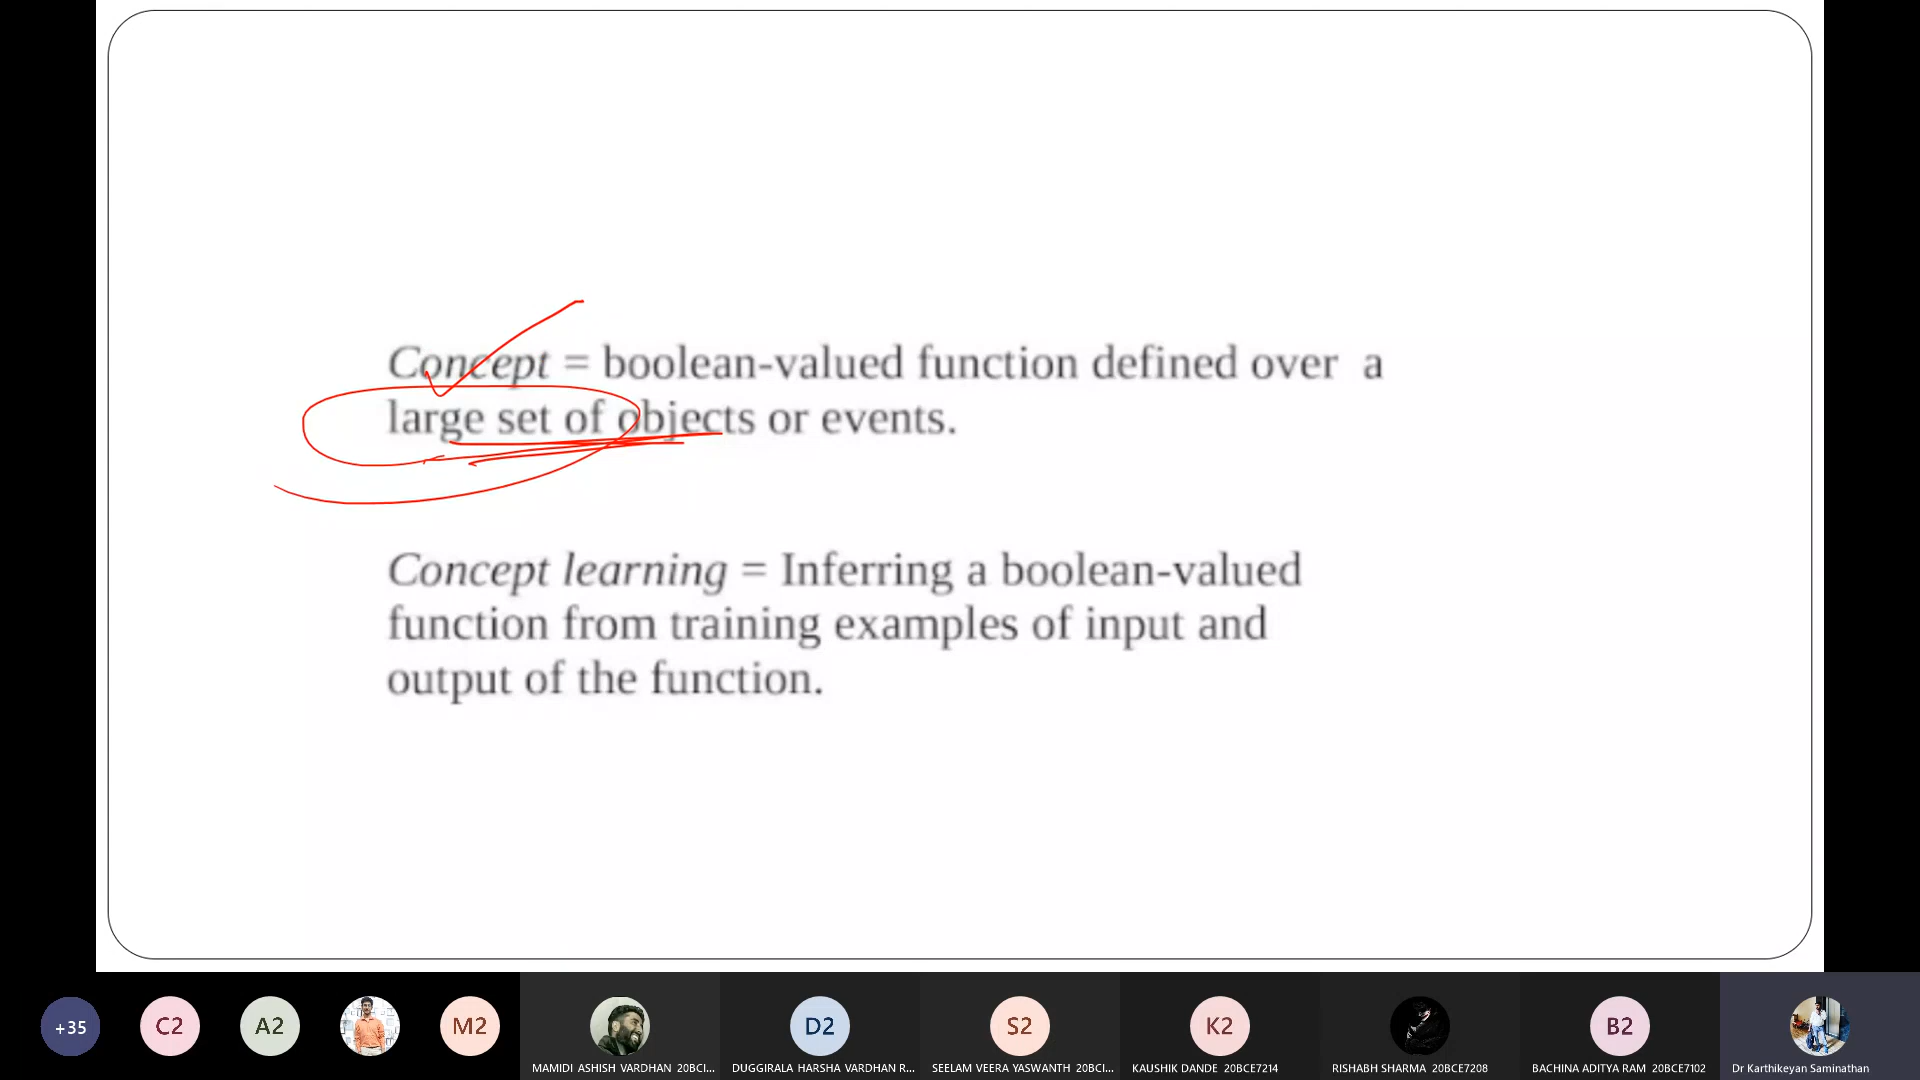 Concept = boolean-valued function defined over a
large set of objects or events.
Concept learning = Inferring a boolean-valued
function from training examples of input and
output of the function.
+35
C2
A2
M2
D2
S2
K2
B2
MAMIDI ASHISH VARDHAN 20BCI...
DUGGIRALA HARSHA VARDHAN R...
SEELAM VEERA YASWANTH 20BCI...
KAUSHIK DANDE 20BCE7214
RISHABH SHARMA 20BCE7208
BACHINA ADITYA RAM 20BCE7102
Dr Karthikeyan Saminathan